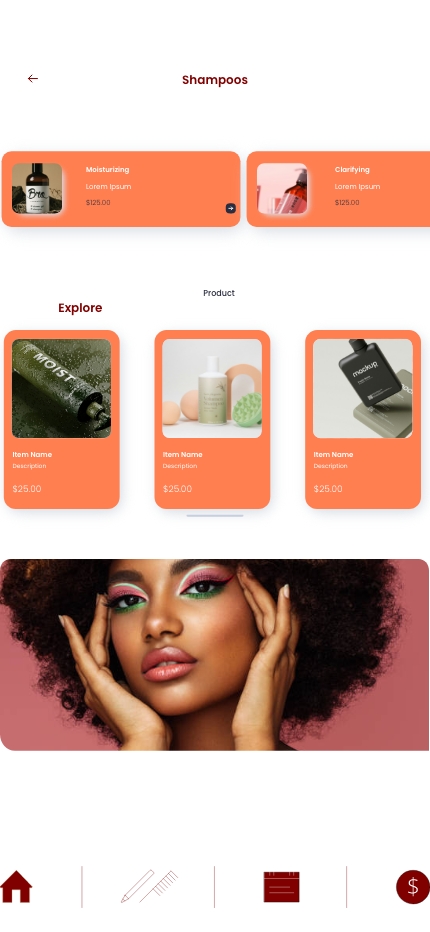 Shampoos
Moisturizing
Lorem Ipsum
$125.00
Clarifying
Lorem Ipsum
$125.00
Product
Explore
MOIST
mockup
Item Name
Description
$25.00
Item Name
Description
$25.00
Item Name
Description
$25.00
$